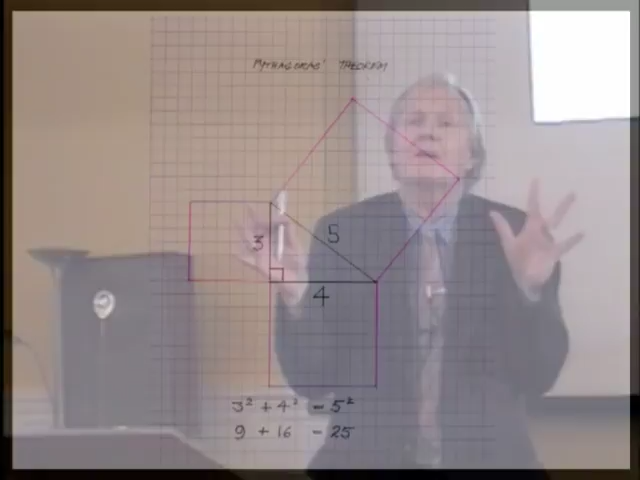 PYTHAGORAS' THEOREM
3
5
4
3² + 4² = 5²
9 + 16 = 25